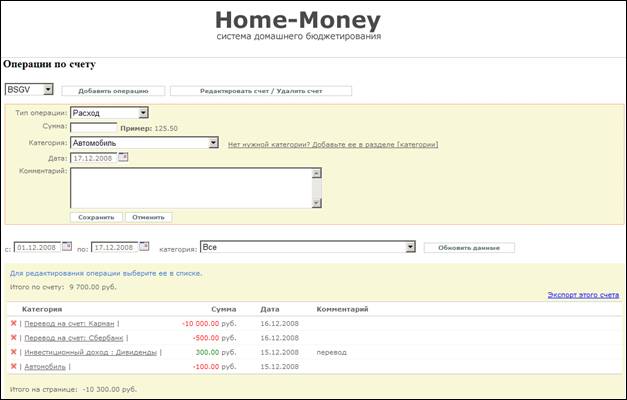 Home-Money
система домашнего бюджетирования
Операции по счету
BSGV Добавить операцию Редактировать счет / Удалить счет
Тип операции: Расход
Сумма: Пример: 125.50
Категория: Автомобиль Нет нужной категории? Добавьте ее в разделе [категории]
Дата: 17.12.2008
Комментарий:
Сохранить Отменить
с: 01.12.2008 по: 17.12.2008 категория: Все Обновить данные
Для редактирования операции выберите ее в списке.
Итого по счету: 9 700.00 руб.
Экспорт этого счета
Категория Сумма Дата Комментарий
| Перевод на счет: Карман | -10 000.00 руб. 16.12.2008
| Перевод на счет: Сбербанк | -500.00 руб. 16.12.2008
| Инвестиционный доход : Дивиденды | 300.00 руб. 15.12.2008 перевод
| Автомобиль | -100.00 руб. 15.12.2008
Итого на странице: -10 300.00 руб.